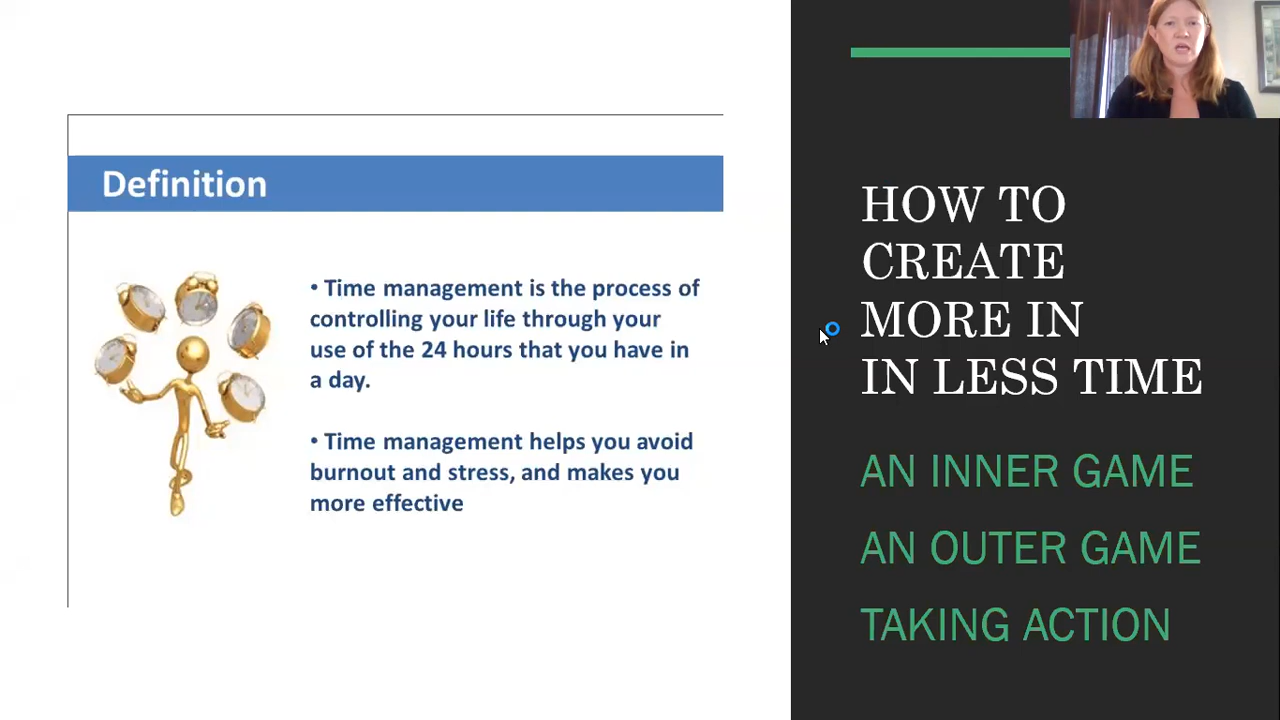 Definition
• Time management is the process of
controlling your life through your
use of the 24 hours that you have in
a day.
• Time management helps you avoid
burnout and stress, and makes you
more effective
HOW TO
CREATE
MORE IN
IN LESS TIME
AN INNER GAME
AN OUTER GAME
TAKING ACTION